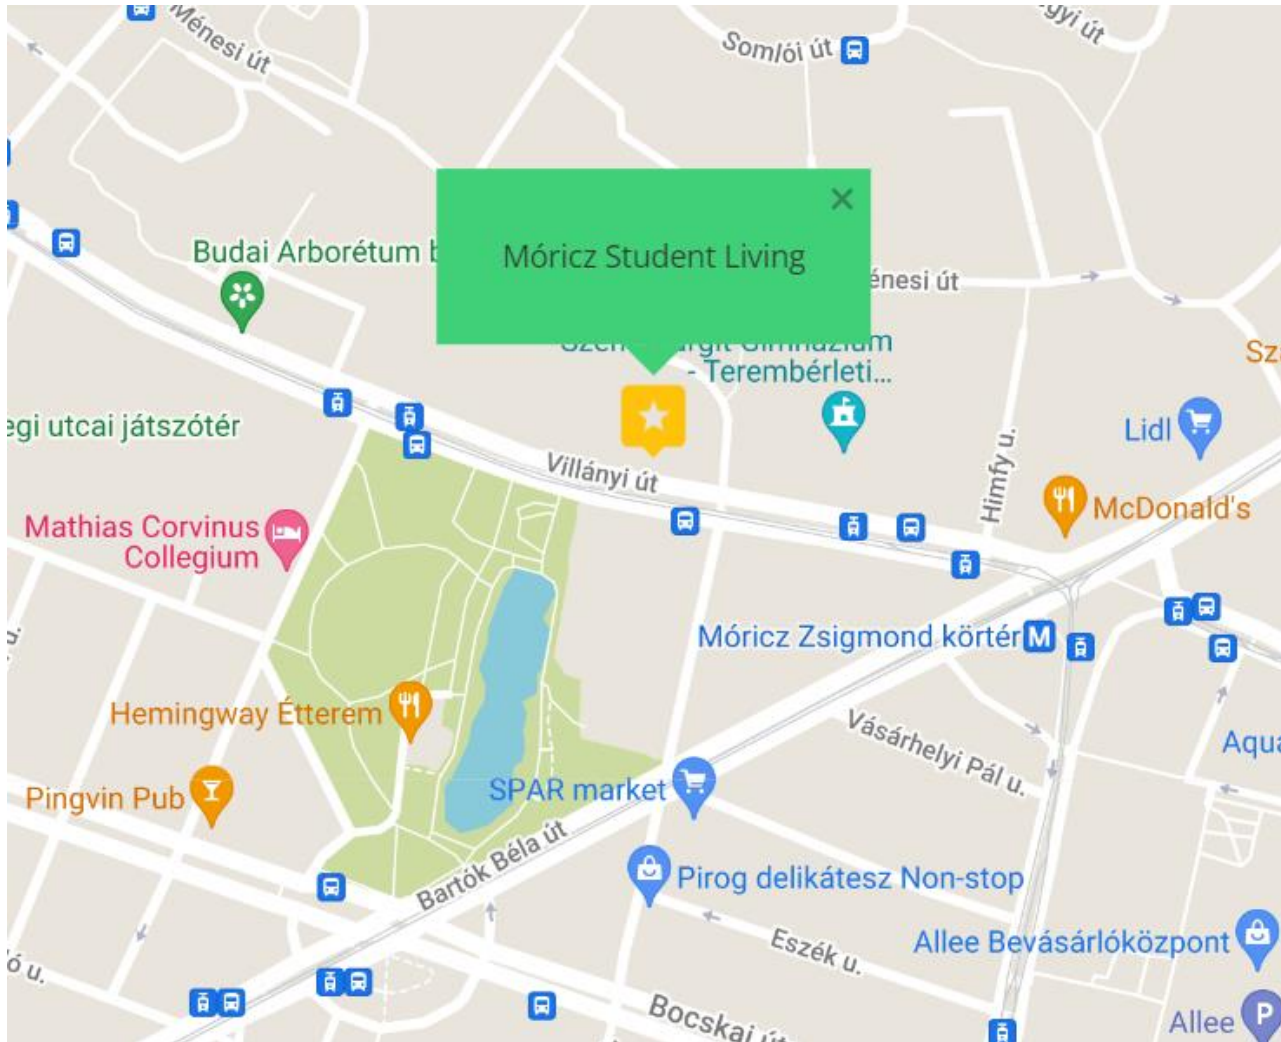 Ménesi út
Somlói út
gyi út
Móricz Student Living
Budai Arborétum b
énesi út
- Terembérleti...
Sz
Lidl
egi utcai játszótér
Villányi út
Himfy u.
McDonald's
Mathias Corvinus
Collegium
Móricz Zsigmond körtér M
Hemingway Étterem
Vásárhelyi Pál u.
Aqua
SPAR market
Pingvin Pub
Bartók Béla út
Pirog delikátesz Non-stop
Eszék u.
Allee Bevásárlóközpont
ó u.
Bocskai út
Allee P